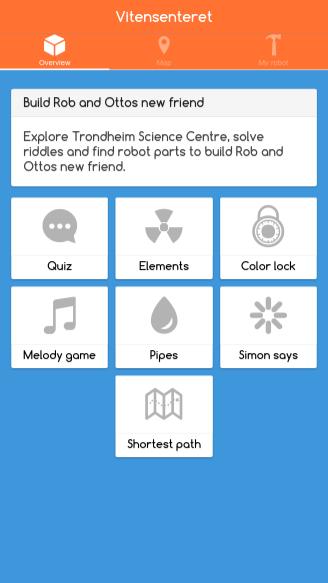 Vitensenteret
Overview
Map
My robot
Build Rob and Ottos new friend
Explore Trondheim Science Centre, solve
riddles and find robot parts to build Rob and
Ottos new friend.
Quiz
Elements
Color lock
Melody game
Pipes
Simon says
Shortest path